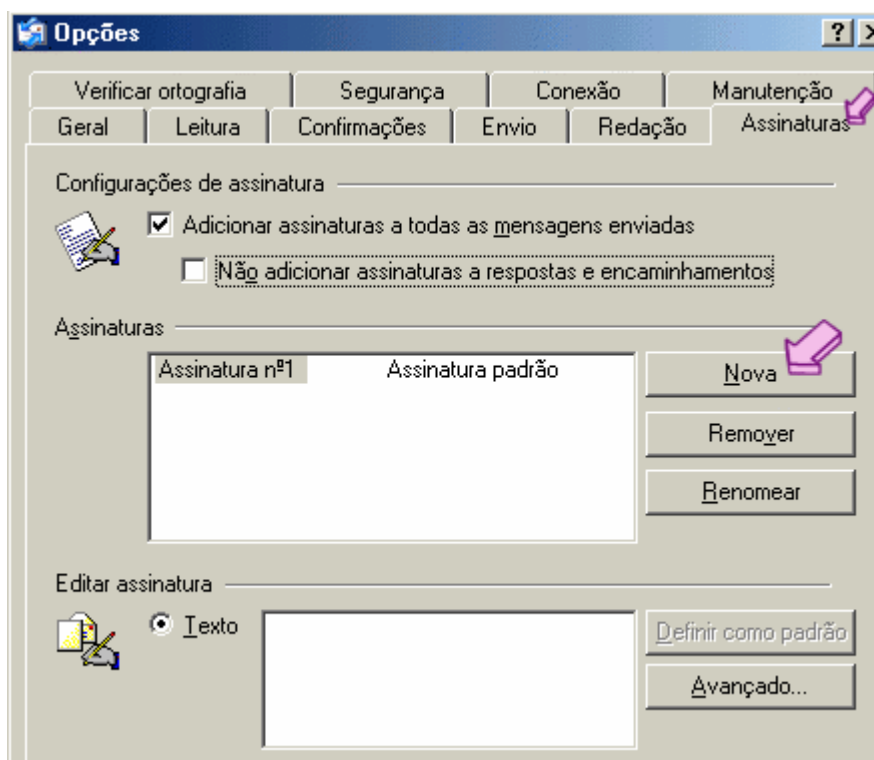 Opções
Verificar ortografia Segurança Conexão Manutenção
Geral Leitura Confirmações Envio Redação Assinaturas
Configurações de assinatura
Adicionar assinaturas a todas as mensagens enviadas
Não adicionar assinaturas a respostas e encaminhamentos
Assinaturas
Assinatura nº1 Assinatura padrão
Nova
Remover
Renomear
Editar assinatura
Texto
Definir como padrão
Avançado...